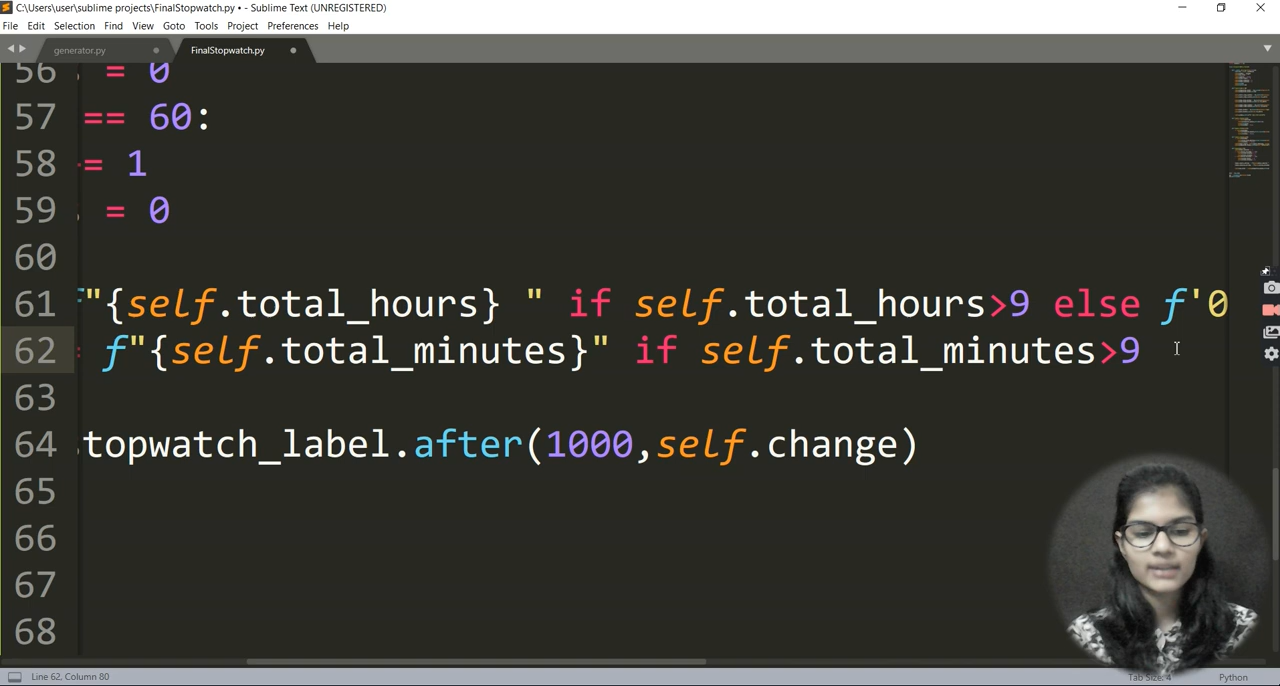 C:\Users\user\sublime projects\FinalStopwatch.py • - Sublime Text (UNREGISTERED)
File Edit Selection Find View Goto Tools Project Preferences Help
generator.py FinalStopwatch.py
56 = 0
57 == 60:
58 = 1
59 = 0
60
61 f"{self.total_hours} " if self.total_hours>9 else f'0
62 = f"{self.total_minutes}" if self.total_minutes>9
63
64 topwatch_label.after(1000,self.change)
65
66
67
68
Line 62, Column 80 Tab Size: 4 Python